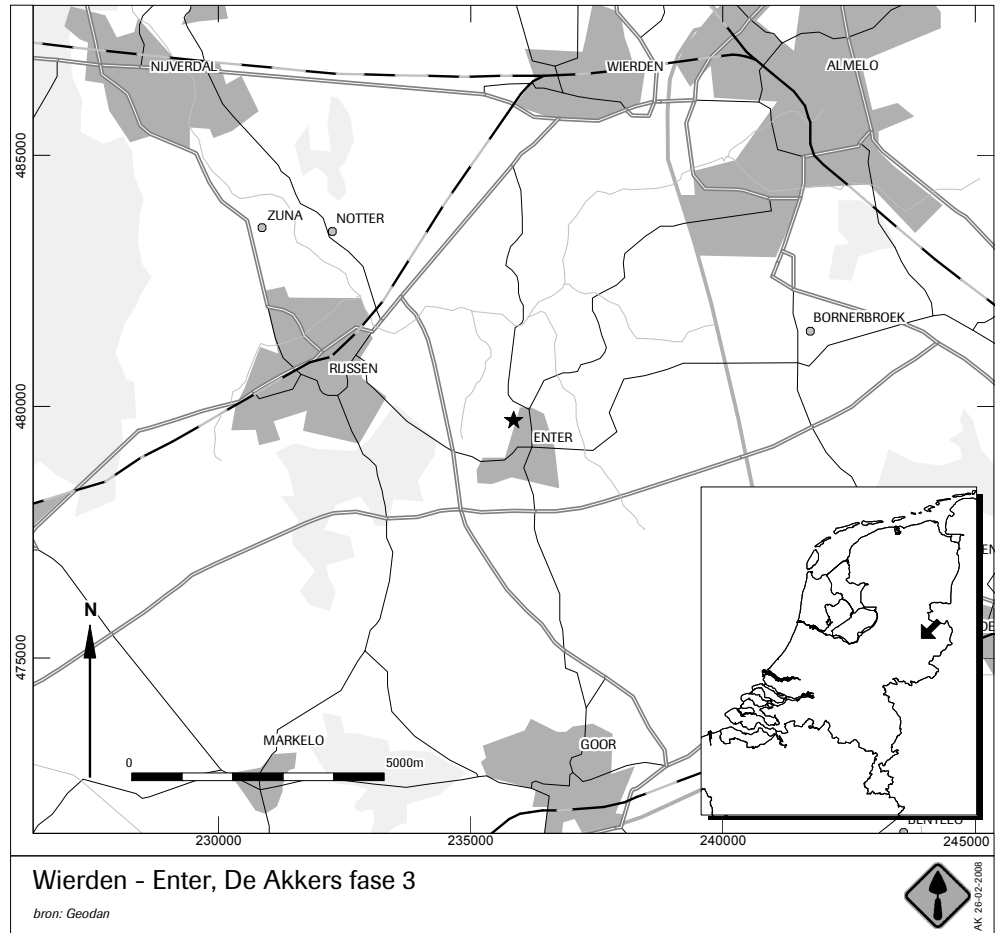 NIJVERDAL
WIERDEN
ALMELO
485000
ZUNA
NOTTER
BORNERBROEK
RIJSSEN
480000
ENTER
N
475000
MARKELO
GOOR
0
5000m
230000
235000
240000
245000
Wierden - Enter, De Akkers fase 3
bron: Geodan
AK 26-02-2008